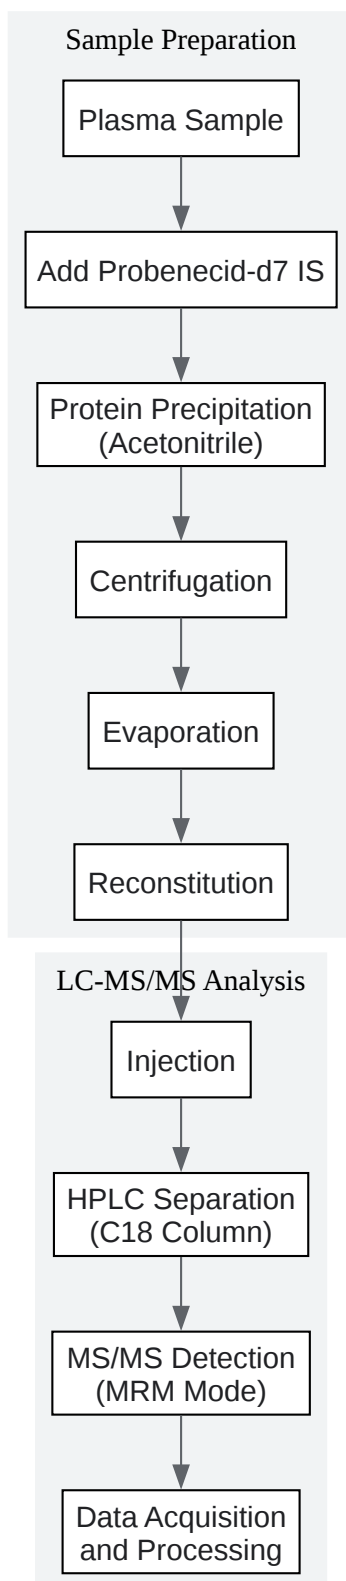 Sample Preparation
Plasma Sample
Add Probenecid-d7 IS
Protein Precipitation
(Acetonitrile)
Centrifugation
Evaporation
Reconstitution
LC-MS/MS Analysis
Injection
HPLC Separation
(C18 Column)
MS/MS Detection
(MRM Mode)
Data Acquisition
and Processing